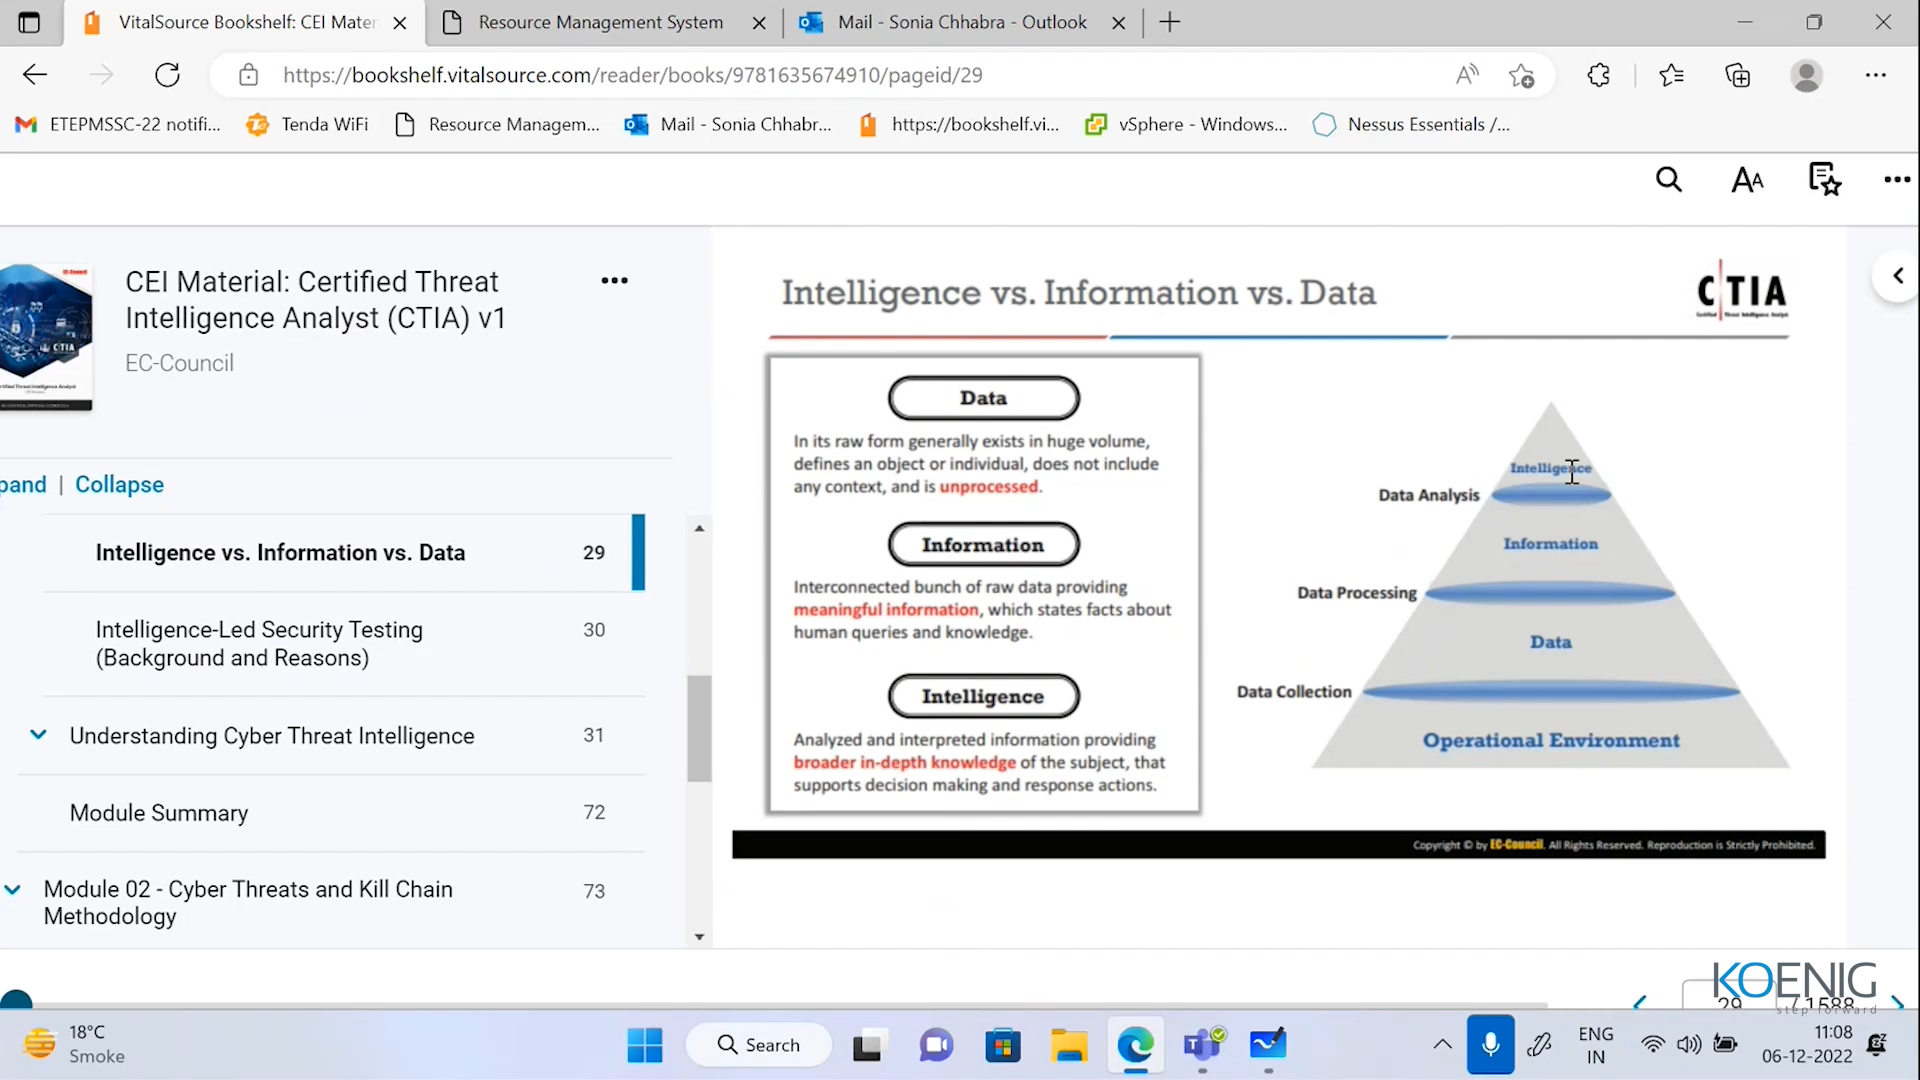 VitalSource Bookshelf: CEI Mater
Resource Management System
Mail - Sonia Chhabra - Outlook
https://bookshelf.vitalsource.com/reader/books/9781635674910/pageid/29
ETEPMSSC-22 notifi...
Tenda WiFi
Resource Managem...
Mail - Sonia Chhabr...
https://bookshelf.vi...
vSphere - Windows...
Nessus Essentials /...
CEI Material: Certified Threat
Intelligence Analyst (CTIA) v1
EC-Council
pand | Collapse
Intelligence vs. Information vs. Data 29
Intelligence-Led Security Testing 30
(Background and Reasons)
Understanding Cyber Threat Intelligence 31
Module Summary 72
Module 02 - Cyber Threats and Kill Chain 73
Methodology
Intelligence vs. Information vs. Data
CTIA
Certified Threat Intelligence Analyst
Data
In its raw form generally exists in huge volume,
defines an object or individual, does not include
any context, and is unprocessed.
Information
Interconnected bunch of raw data providing
meaningful information, which states facts about
human queries and knowledge.
Intelligence
Analyzed and interpreted information providing
broader in-depth knowledge of the subject, that
supports decision making and response actions.
Intelligence
Data Analysis
Information
Data Processing
Data
Data Collection
Operational Environment
Copyright © by EC-Council. All Rights Reserved. Reproduction is Strictly Prohibited.
29 / 1588
KOENIG
step forward
18°C
Smoke
Search
ENG
IN
11:08
06-12-2022